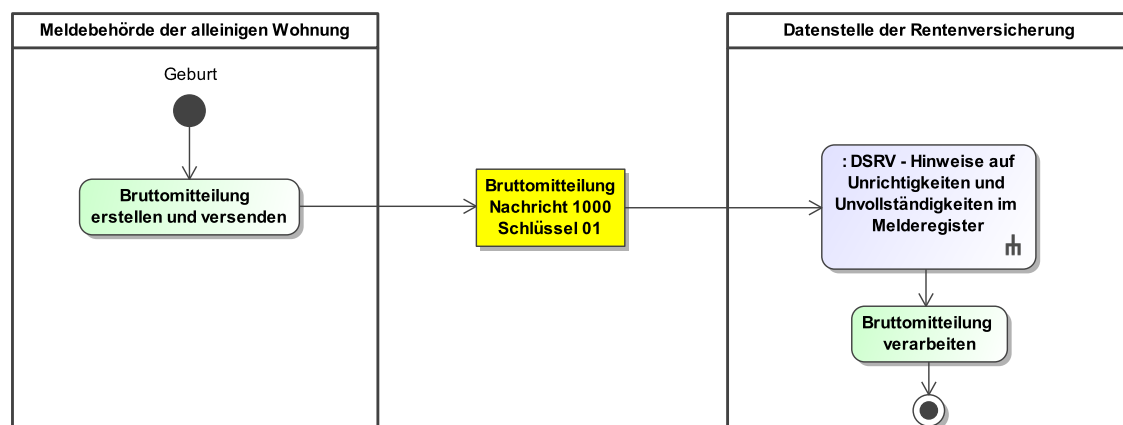 Meldebehörde der alleinigen Wohnung
Datenstelle der Rentenversicherung
Geburt
Bruttomitteilung
erstellen und versenden
Bruttomitteilung
Nachricht 1000
Schlüssel 01
: DSRV - Hinweise auf
Unrichtigkeiten und
Unvollständigkeiten im
Melderegister
Bruttomitteilung
verarbeiten